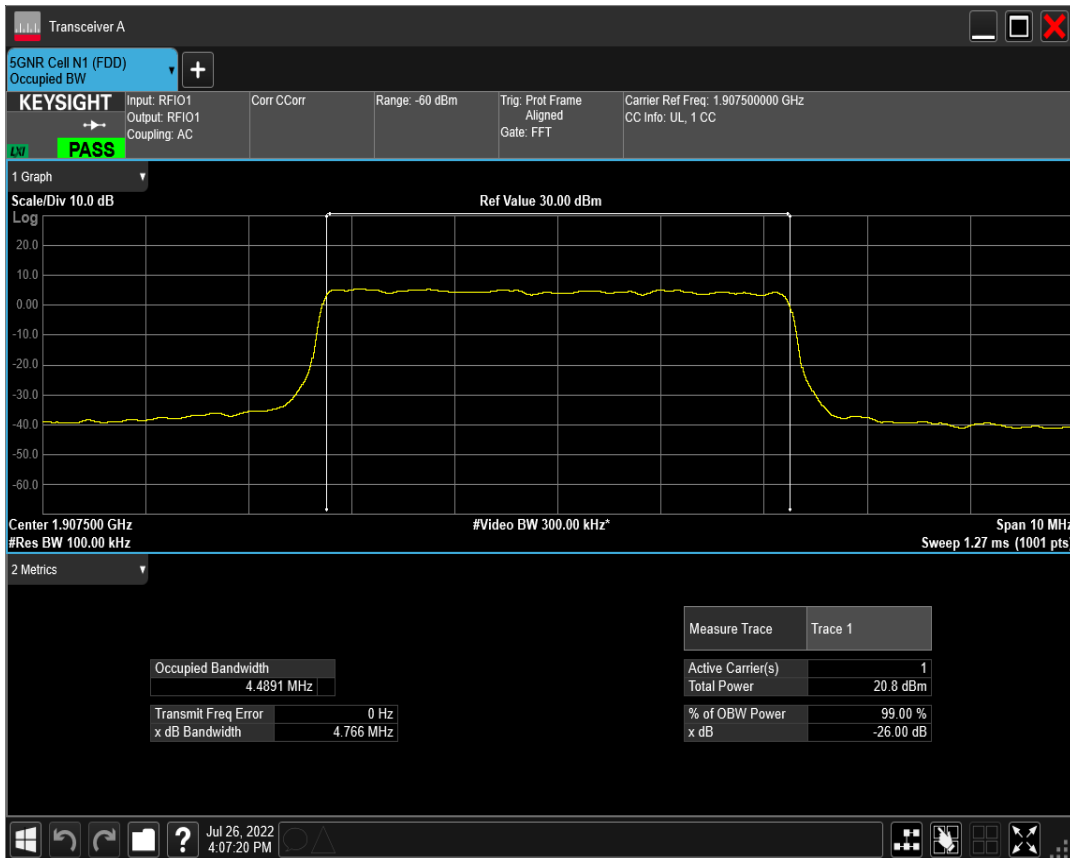 Transceiver A
5GNR Cell N1 (FDD)
Occupied BW
+
KEYSIGHT
LXI
PASS
Input: RFIO1
Output: RFIO1
Coupling: AC
Corr CCorr
Range: -60 dBm
Trig: Prot Frame
Aligned
Gate: FFT
Carrier Ref Freq: 1.907500000 GHz
CC Info: UL, 1 CC
1 Graph
Scale/Div 10.0 dB
Ref Value 30.00 dBm
Log
20.0
10.0
0.00
-10.0
-20.0
-30.0
-40.0
-50.0
-60.0
Center 1.907500 GHz
#Video BW 300.00 kHz*
Span 10 MHz
#Res BW 100.00 kHz
Sweep 1.27 ms (1001 pts)
2 Metrics
Measure Trace Trace 1
Occupied Bandwidth
4.4891 MHz
Active Carrier(s) 1
Total Power 20.8 dBm
Transmit Freq Error 0 Hz
x dB Bandwidth 4.766 MHz
% of OBW Power 99.00 %
x dB -26.00 dB
?
Jul 26, 2022
4:07:20 PM